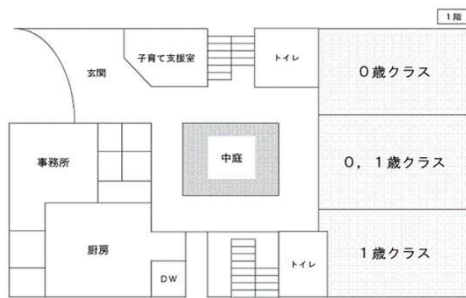 1階
子育て支援室
トイレ
0歳クラス
玄関
中庭
事務所
0，1歳クラス
厨房
1歳クラス
トイレ
DW